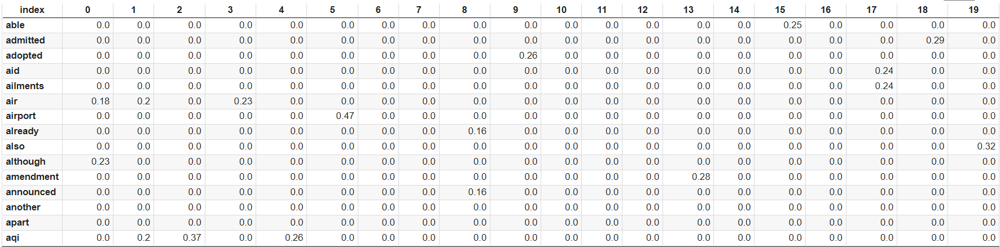 index 0 1 2 3 4 5 6 7 8 9 10 11 12 13 14 15 16 17 18 19
able 0.0 0.0 0.0 0.0 0.0 0.0 0.0 0.0 0.0 0.0 0.0 0.0 0.0 0.0 0.0 0.25 0.0 0.0 0.0 0.0
admitted 0.0 0.0 0.0 0.0 0.0 0.0 0.0 0.0 0.0 0.0 0.0 0.0 0.0 0.0 0.0 0.0 0.0 0.0 0.29 0.0
adopted 0.0 0.0 0.0 0.0 0.0 0.0 0.0 0.0 0.0 0.26 0.0 0.0 0.0 0.0 0.0 0.0 0.0 0.0 0.0 0.0
aid 0.0 0.0 0.0 0.0 0.0 0.0 0.0 0.0 0.0 0.0 0.0 0.0 0.0 0.0 0.0 0.0 0.0 0.24 0.0 0.0
ailments 0.0 0.0 0.0 0.0 0.0 0.0 0.0 0.0 0.0 0.0 0.0 0.0 0.0 0.0 0.0 0.0 0.0 0.24 0.0 0.0
air 0.18 0.2 0.0 0.23 0.0 0.0 0.0 0.0 0.0 0.0 0.0 0.0 0.0 0.0 0.0 0.0 0.0 0.0 0.0 0.0
airport 0.0 0.0 0.0 0.0 0.0 0.47 0.0 0.0 0.0 0.0 0.0 0.0 0.0 0.0 0.0 0.0 0.0 0.0 0.0 0.0
already 0.0 0.0 0.0 0.0 0.0 0.0 0.0 0.0 0.16 0.0 0.0 0.0 0.0 0.0 0.0 0.0 0.0 0.0 0.0 0.0
also 0.0 0.0 0.0 0.0 0.0 0.0 0.0 0.0 0.0 0.0 0.0 0.0 0.0 0.0 0.0 0.0 0.0 0.0 0.0 0.32
although 0.23 0.0 0.0 0.0 0.0 0.0 0.0 0.0 0.0 0.0 0.0 0.0 0.0 0.0 0.0 0.0 0.0 0.0 0.0 0.0
amendment 0.0 0.0 0.0 0.0 0.0 0.0 0.0 0.0 0.0 0.0 0.0 0.0 0.0 0.28 0.0 0.0 0.0 0.0 0.0 0.0
announced 0.0 0.0 0.0 0.0 0.0 0.0 0.0 0.0 0.16 0.0 0.0 0.0 0.0 0.0 0.0 0.0 0.0 0.0 0.0 0.0
another 0.0 0.0 0.0 0.0 0.0 0.0 0.0 0.0 0.0 0.0 0.0 0.0 0.0 0.0 0.0 0.0 0.0 0.0 0.0 0.0
apart 0.0 0.0 0.0 0.0 0.0 0.0 0.0 0.0 0.0 0.0 0.0 0.0 0.0 0.0 0.0 0.0 0.0 0.0 0.0 0.0
aqi 0.0 0.2 0.37 0.0 0.26 0.0 0.0 0.0 0.0 0.0 0.0 0.0 0.0 0.0 0.0 0.0 0.0 0.0 0.0 0.0